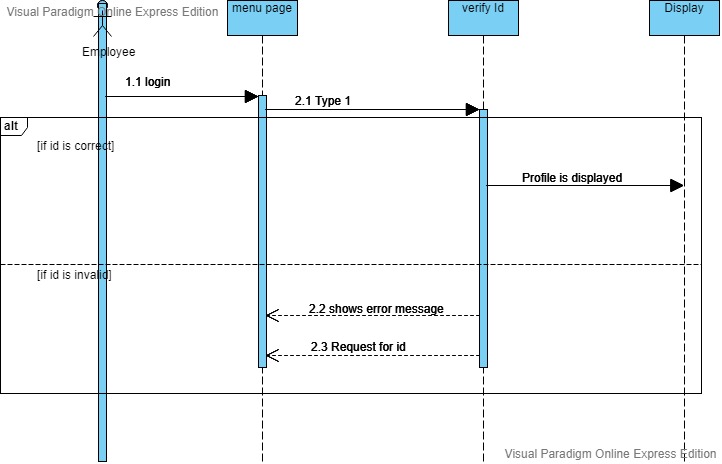 Visual Paradigm Online Express Edition
menu page
verify Id
Display
Employee
1.1 login
2.1 Type 1
alt
[if id is correct]
Profile is displayed
[if id is invalid]
2.2 shows error message
2.3 Request for id
Visual Paradigm Online Express Edition